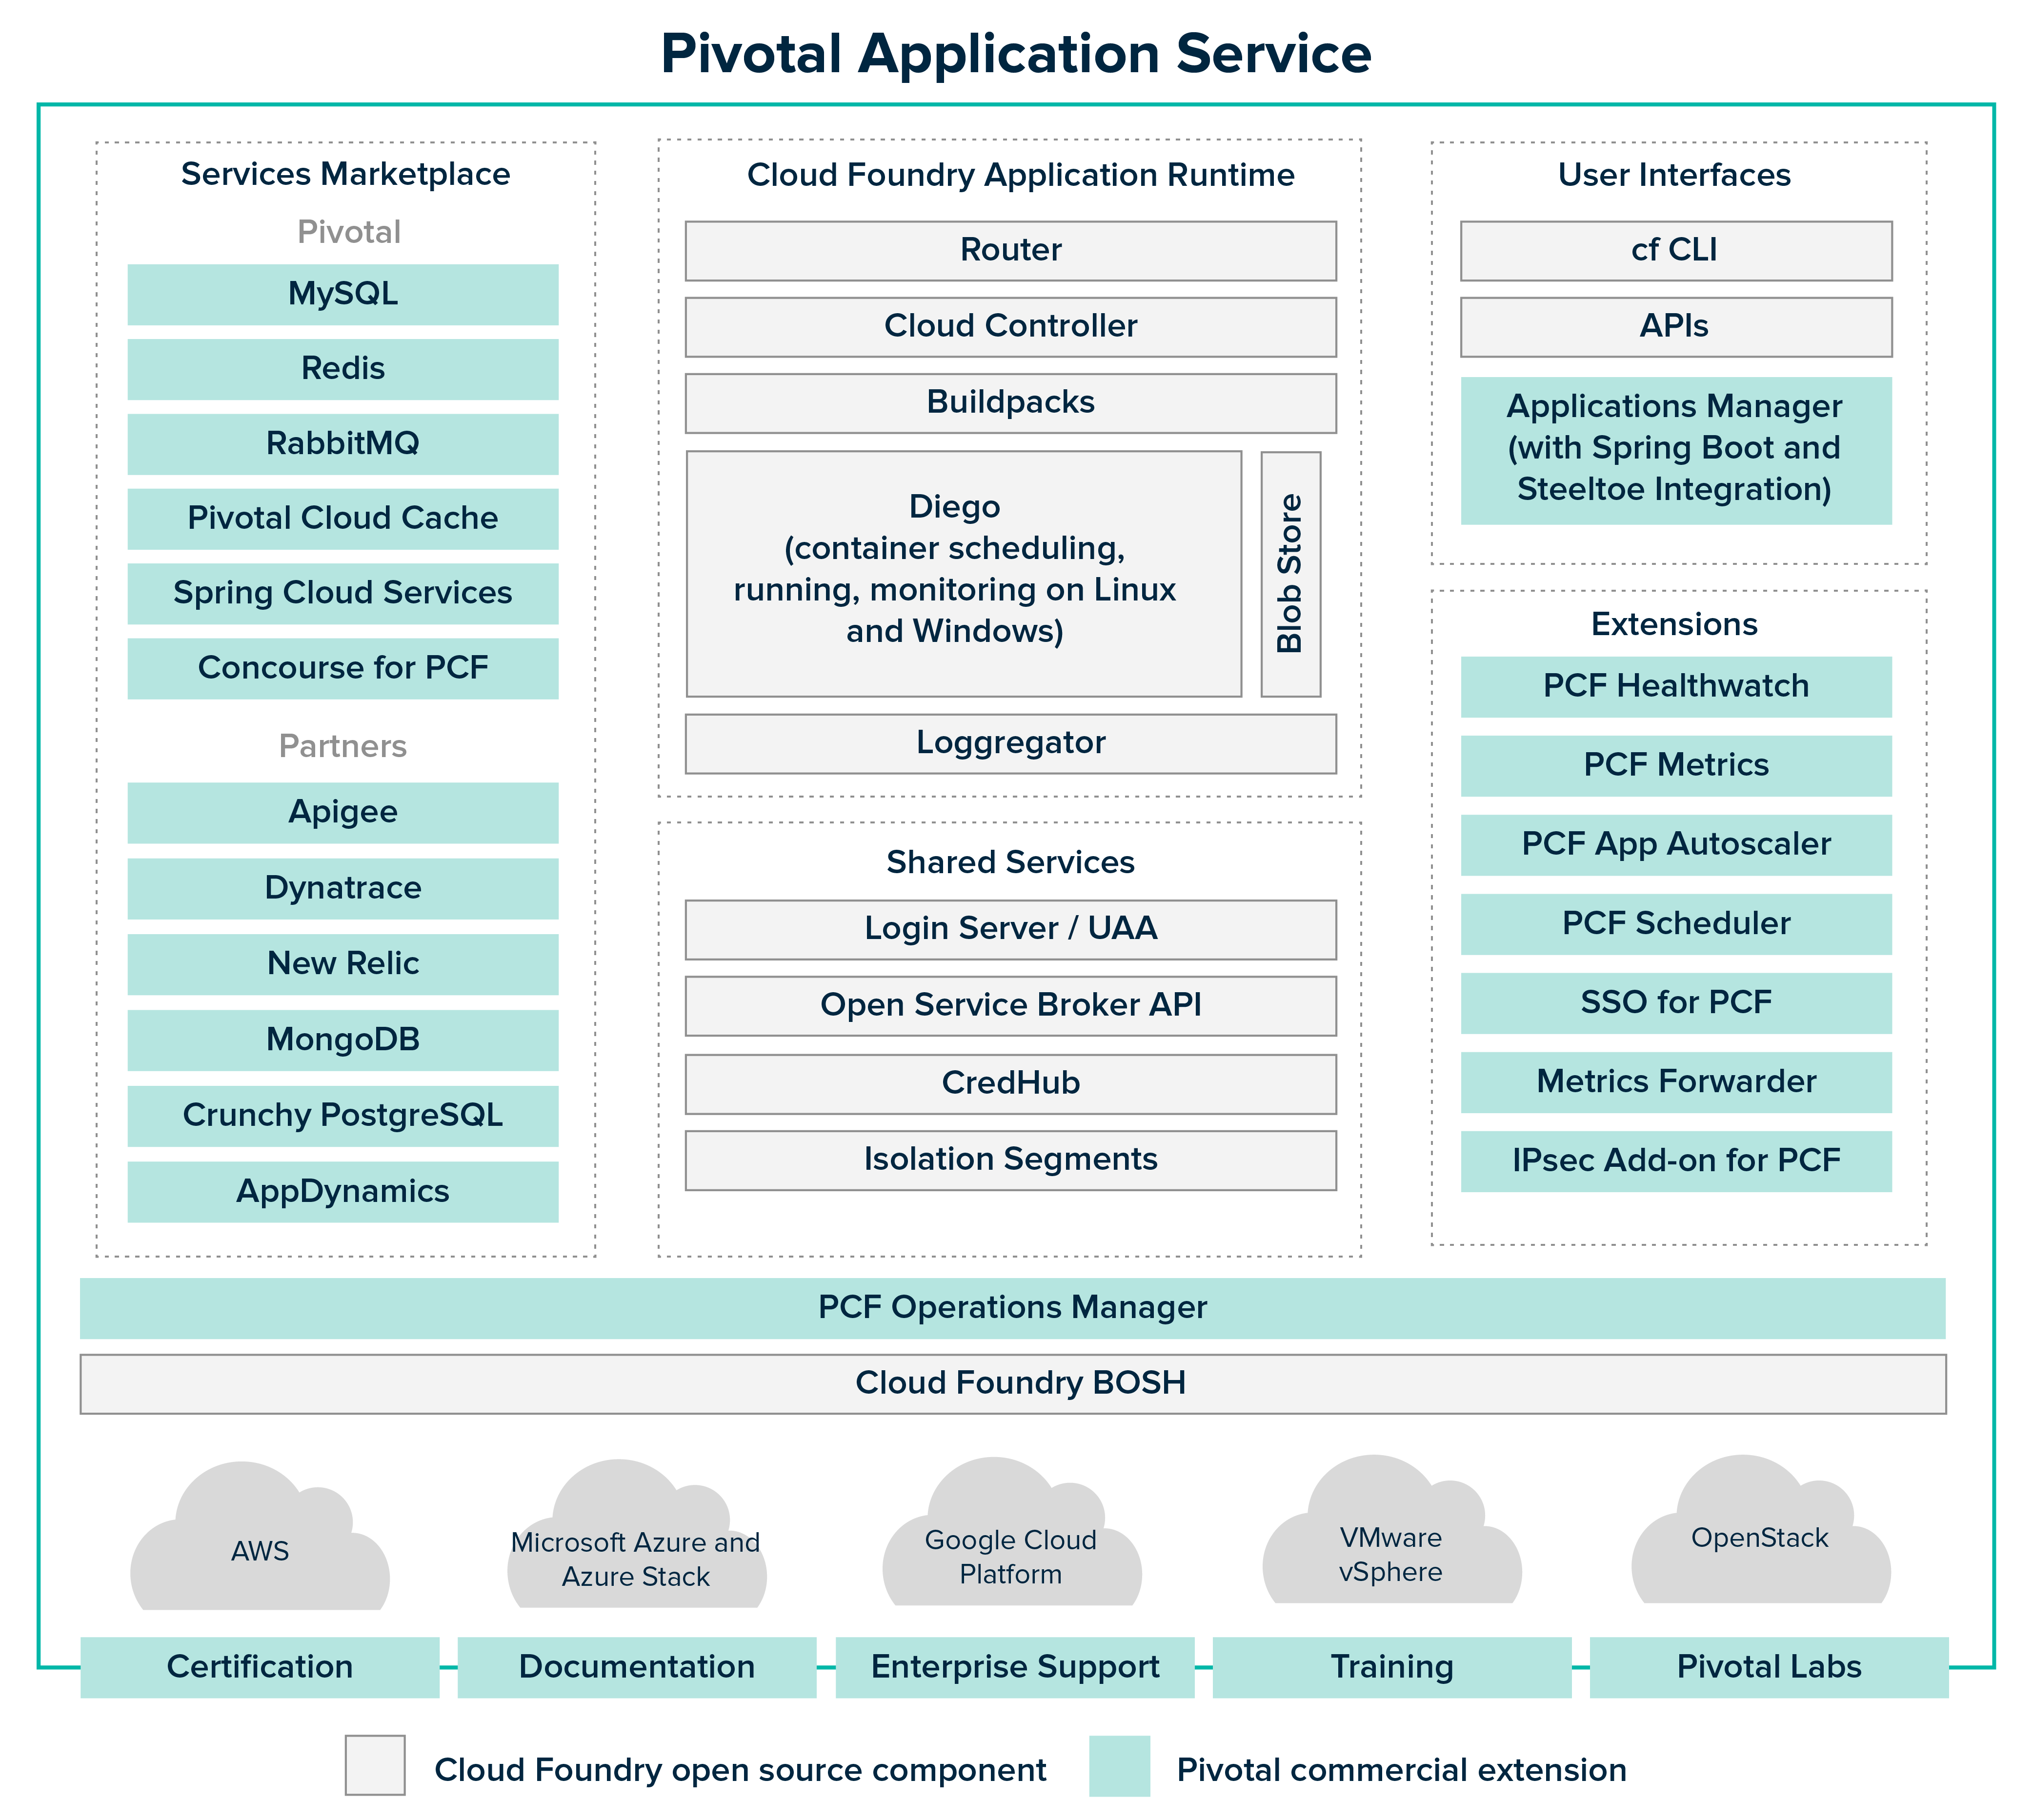 Pivotal Application Service
Services Marketplace
Pivotal
MySQL
Redis
RabbitMQ
Pivotal Cloud Cache
Spring Cloud Services
Concourse for PCF
Partners
Apigee
Dynatrace
New Relic
MongoDB
Crunchy PostgreSQL
AppDynamics
Cloud Foundry Application Runtime
Router
Cloud Controller
Buildpacks
Diego
(container scheduling,
running, monitoring on Linux
and Windows)
Blob Store
Loggregator
Shared Services
Login Server / UAA
Open Service Broker API
CredHub
Isolation Segments
User Interfaces
cf CLI
APIs
Applications Manager
(with Spring Boot and
Steeltoe Integration)
Extensions
PCF Healthwatch
PCF Metrics
PCF App Autoscaler
PCF Scheduler
SSO for PCF
Metrics Forwarder
IPsec Add-on for PCF
PCF Operations Manager
Cloud Foundry BOSH
AWS
Microsoft Azure and
Azure Stack
Google Cloud
Platform
VMware
vSphere
OpenStack
Certification
Documentation
Enterprise Support
Training
Pivotal Labs
Cloud Foundry open source component
Pivotal commercial extension